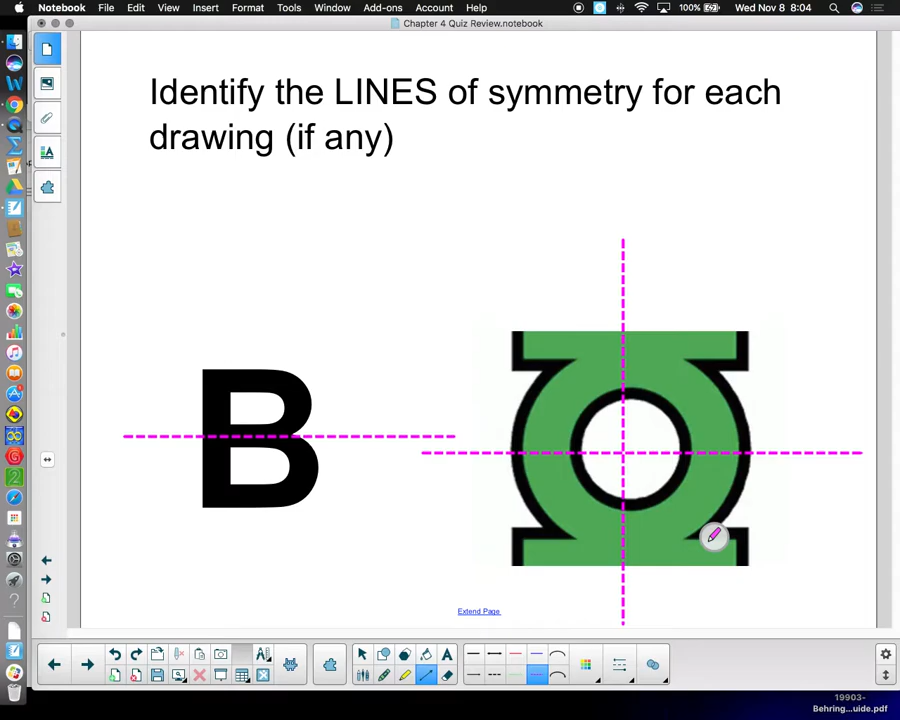 Notebook File Edit View Insert Format Tools Window Add-ons Account Help 100% Wed Nov 8 8:04
Chapter 4 Quiz Review.notebook
Identify the LINES of symmetry for each
drawing (if any)
B
Extend Page
19903-
Behring...uide.pdf